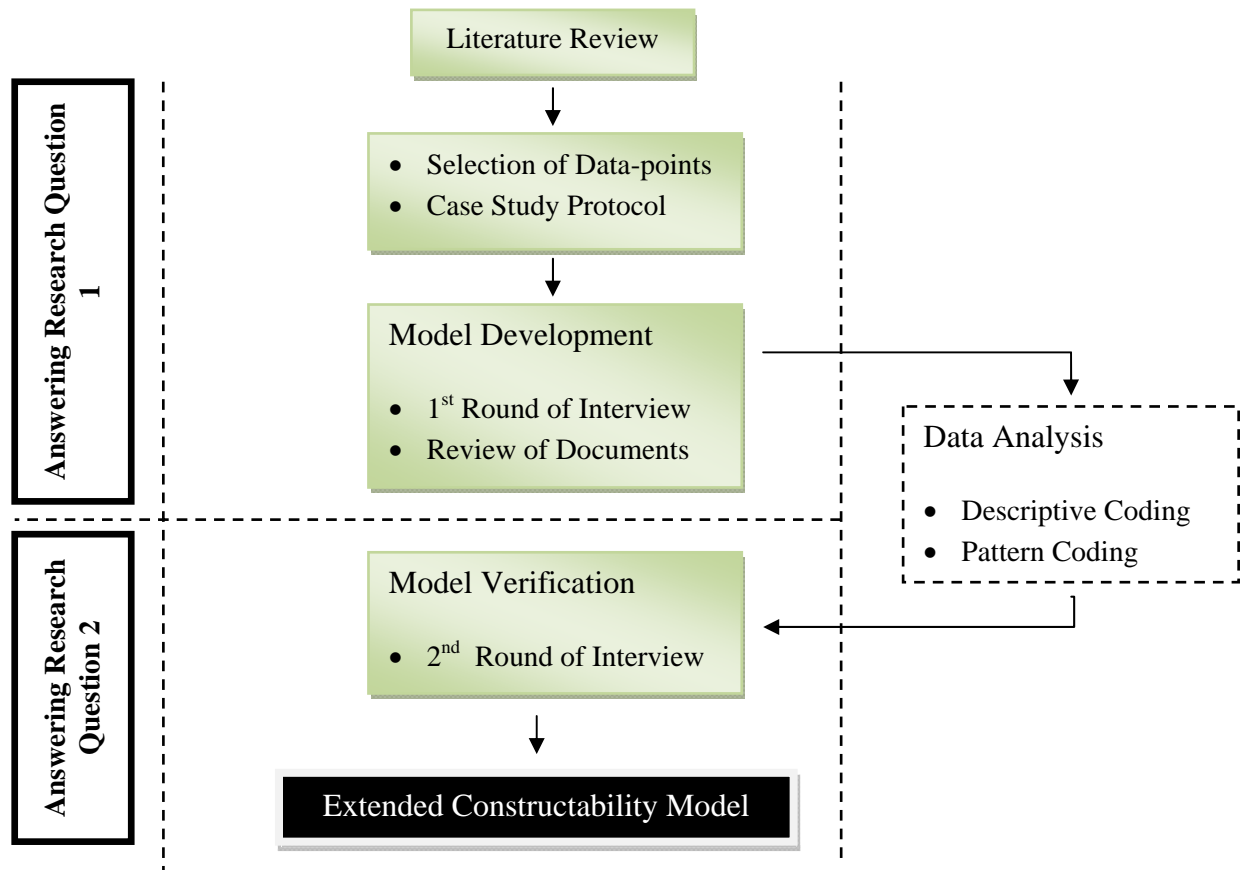 Literature Review
Answering Research Question
1
• Selection of Data-points
• Case Study Protocol
Model Development
• 1st Round of Interview
• Review of Documents
Data Analysis
• Descriptive Coding
• Pattern Coding
Answering Research
Question 2
Model Verification
• 2nd Round of Interview
Extended Constructability Model